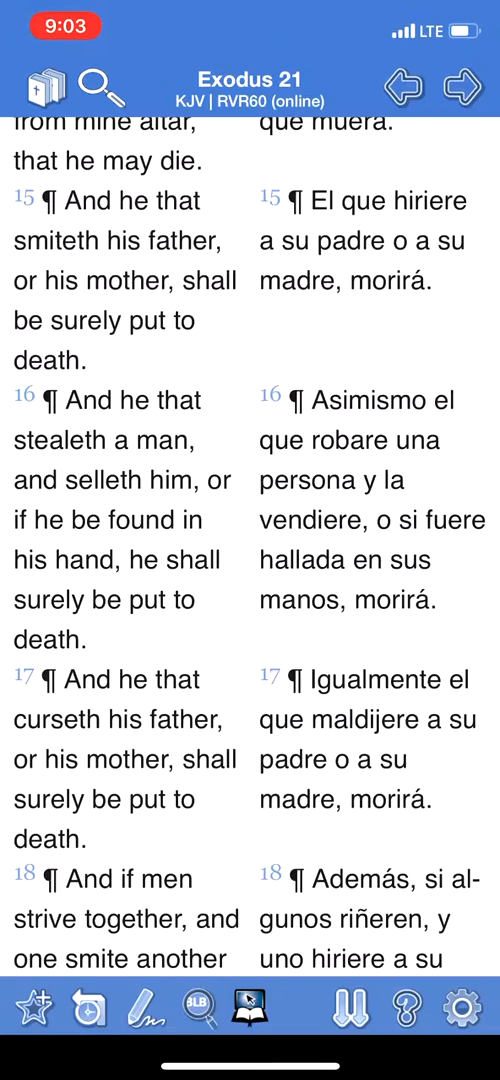 9:03
LTE
Exodus 21
KJV | RVR60 (online)
from mine altar,
that he may die.
15 ¶ And he that
smiteth his father,
or his mother, shall
be surely put to
death.
16 ¶ And he that
stealeth a man,
and selleth him, or
if he be found in
his hand, he shall
surely be put to
death.
17 ¶ And he that
curseth his father,
or his mother, shall
surely be put to
death.
18 ¶ And if men
strive together, and
one smite another
que muera.
15 ¶ El que hiriere
a su padre o a su
madre, morirá.
16 ¶ Asimismo el
que robare una
persona y la
vendiere, o si fuere
hallada en sus
manos, morirá.
17 ¶ Igualmente el
que maldijere a su
padre o a su
madre, morirá.
18 ¶ Además, si al-
gunos riñeren, y
uno hiriere a su
BLB